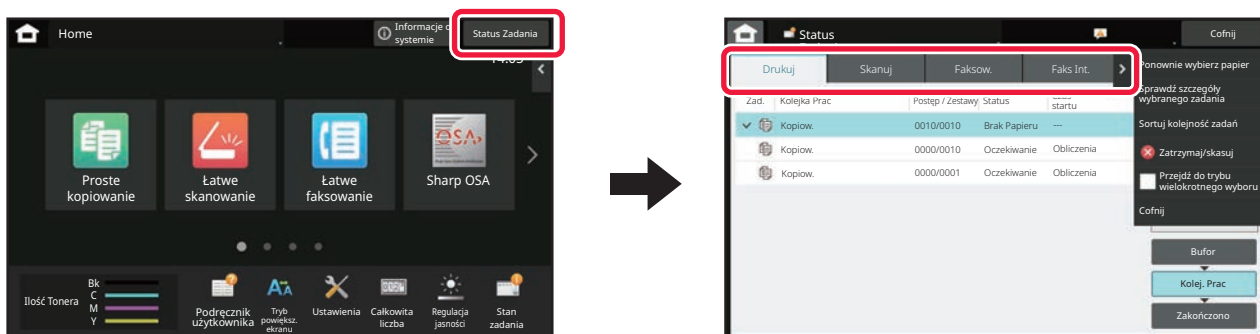 Home
Informacje o
systemie
Status Zadania
OSA
Proste
kopiowanie
Łatwe
skanowanie
Łatwe
faksowanie
Sharp OSA
Ilość Tonera
Bk
C
M
Y
Podręcznik
użytkownika
Tryb
powiększ.
ekranu
Ustawienia
Całkowita
liczba
Regulacja
jasności
Stan
zadania
Status
Cofnij
Drukuj
Skanuj
Faksow.
Faks Int.
Zad.
Kolejka Prac
Postęp / Zestawy
Status
startu
Kopiow.
0010/0010
Brak Papieru
---
Kopiow.
0000/0010
Oczekiwanie
Obliczenia
Kopiow.
0000/0001
Oczekiwanie
Obliczenia
Ponownie wybierz papier
Sprawdź szczegóły
wybranego zadania
Sortuj kolejność zadań
Zatrzymaj/skasuj
Przejdź do trybu
wielokrotnego wyboru
Cofnij
Bufor
Kolej. Prac
Zakończono